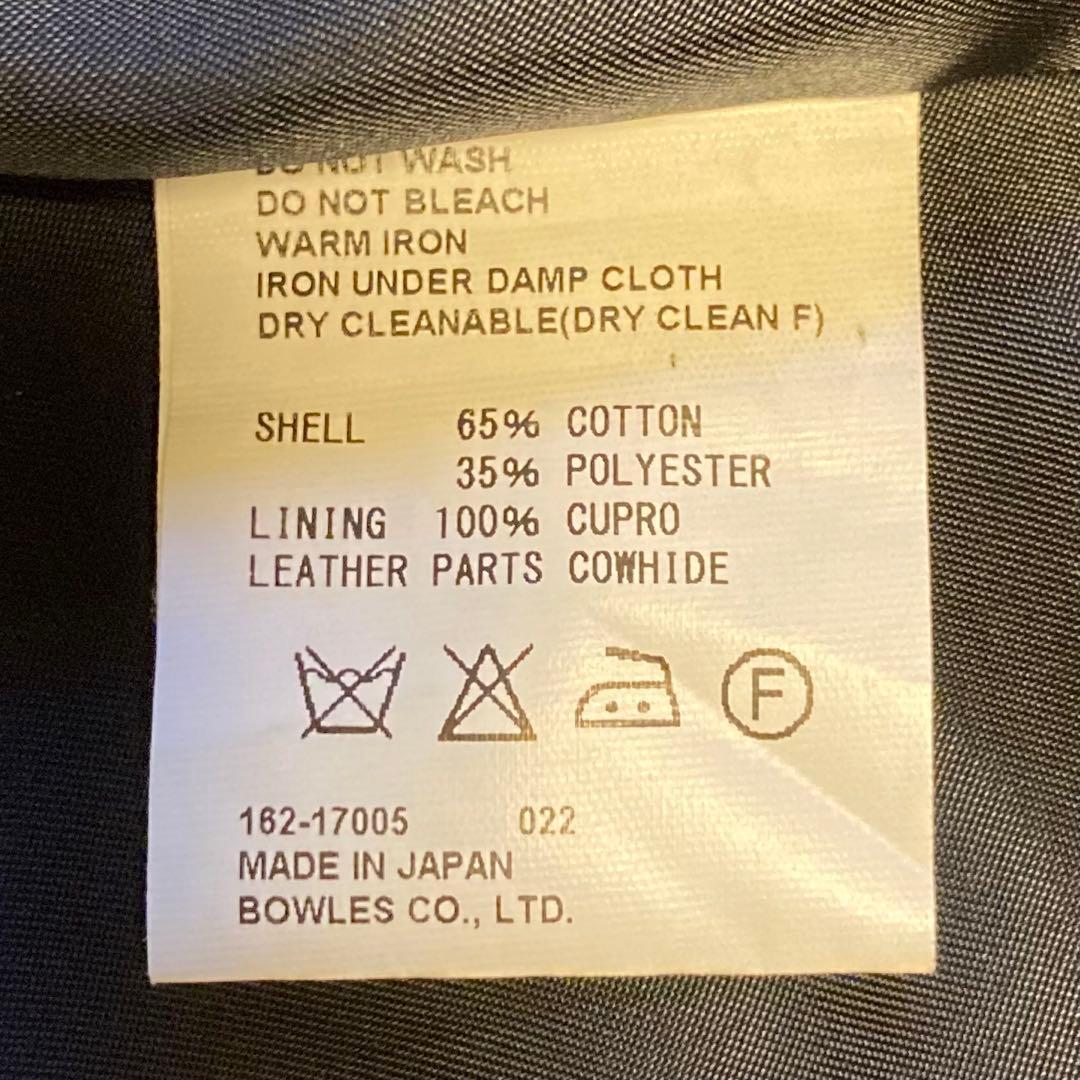 DO NOT WASH
DO NOT BLEACH
WARM IRON
IRON UNDER DAMP CLOTH
DRY CLEANABLE(DRY CLEAN F)
SHELL 65% COTTON
35% POLYESTER
LINING 100% CUPRO
LEATHER PARTS COWHIDE
F
162-17005 022
MADE IN JAPAN
BOWLES CO., LTD.